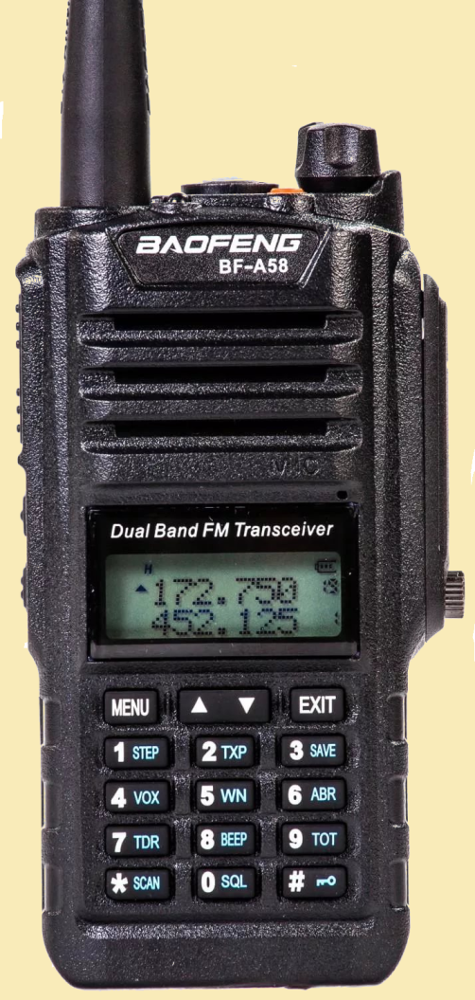 BAOFENG
BF-A58
MIC
Dual Band FM Transceiver
172.750
452.125
MENU ▲ ▼ EXIT
1 STEP 2 TXP 3 SAVE
4 VOX 5 WN 6 ABR
7 TDR 8 BEEP 9 TOT
* SCAN 0 SQL #